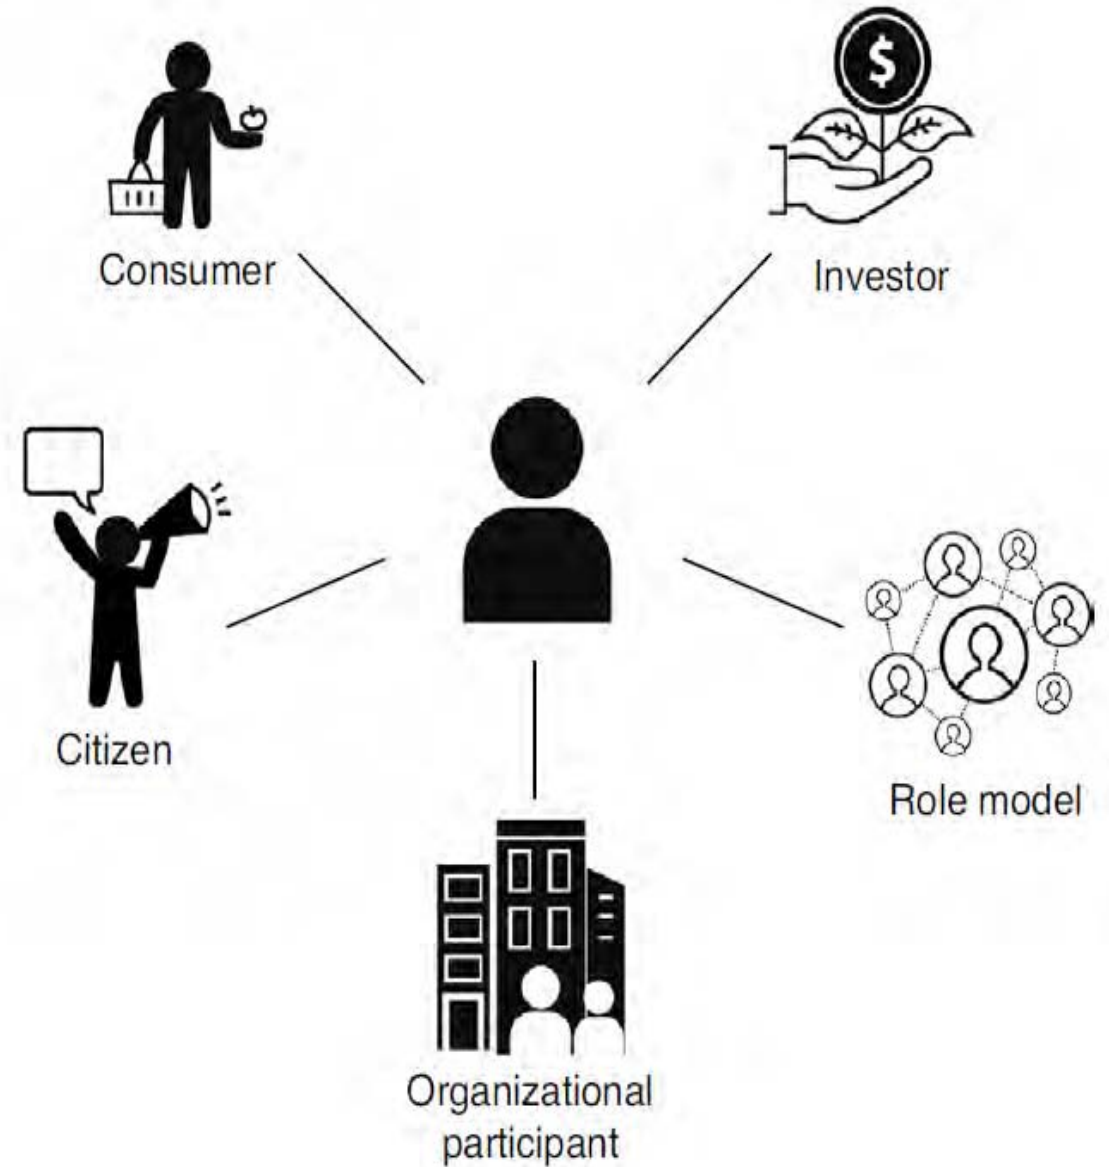 $
Consumer
Investor
Citizen
Role model
Organizational
participant